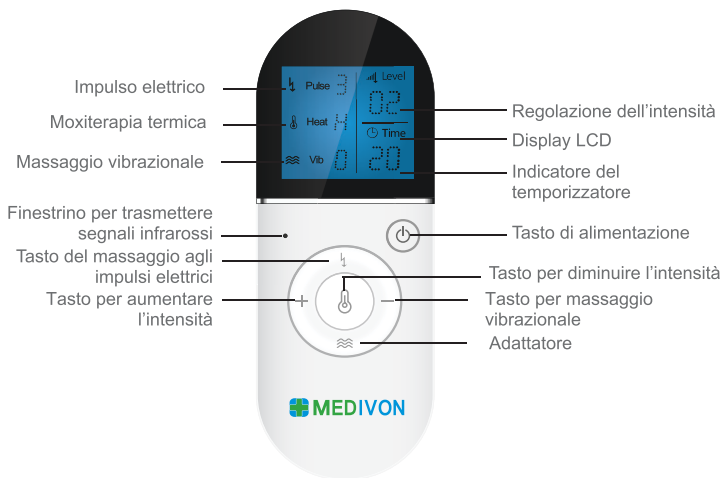 Impulso elettrico
Moxiterapia termica
Massaggio vibrazionale
Finestrino per trasmettere
segnali infrarossi
Tasto del massaggio agli
impulsi elettrici
Tasto per aumentare
l’intensità
Pulse 3
Heat H
Vib 0
Level
02
Time
20
MEDIVON
Regolazione dell’intensità
Display LCD
Indicatore del
temporizzatore
Tasto di alimentazione
Tasto per diminuire l’intensità
Tasto per massaggio
vibrazionale
Adattatore